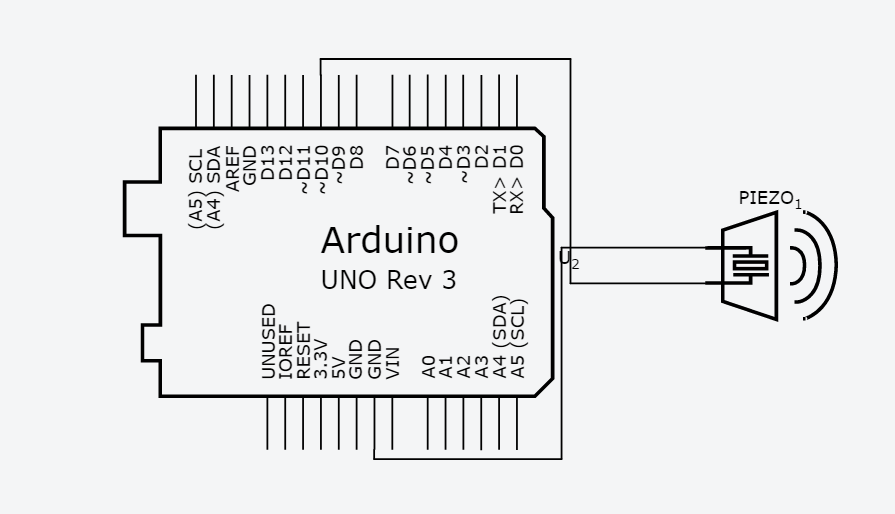 PIEZO1
(A5) SCL
(A4) SDA
AREF
GND
D13
D12
~D11
~D10
~D9
D8
D7
~D6
~D5
D4
~D3
D2
TX> D1
RX> D0
Arduino
UNO Rev 3
U2
UNUSED
IOREF
RESET
3.3V
5V
GND
GND
VIN
A0
A1
A2
A3
A4 (SDA)
A5 (SCL)